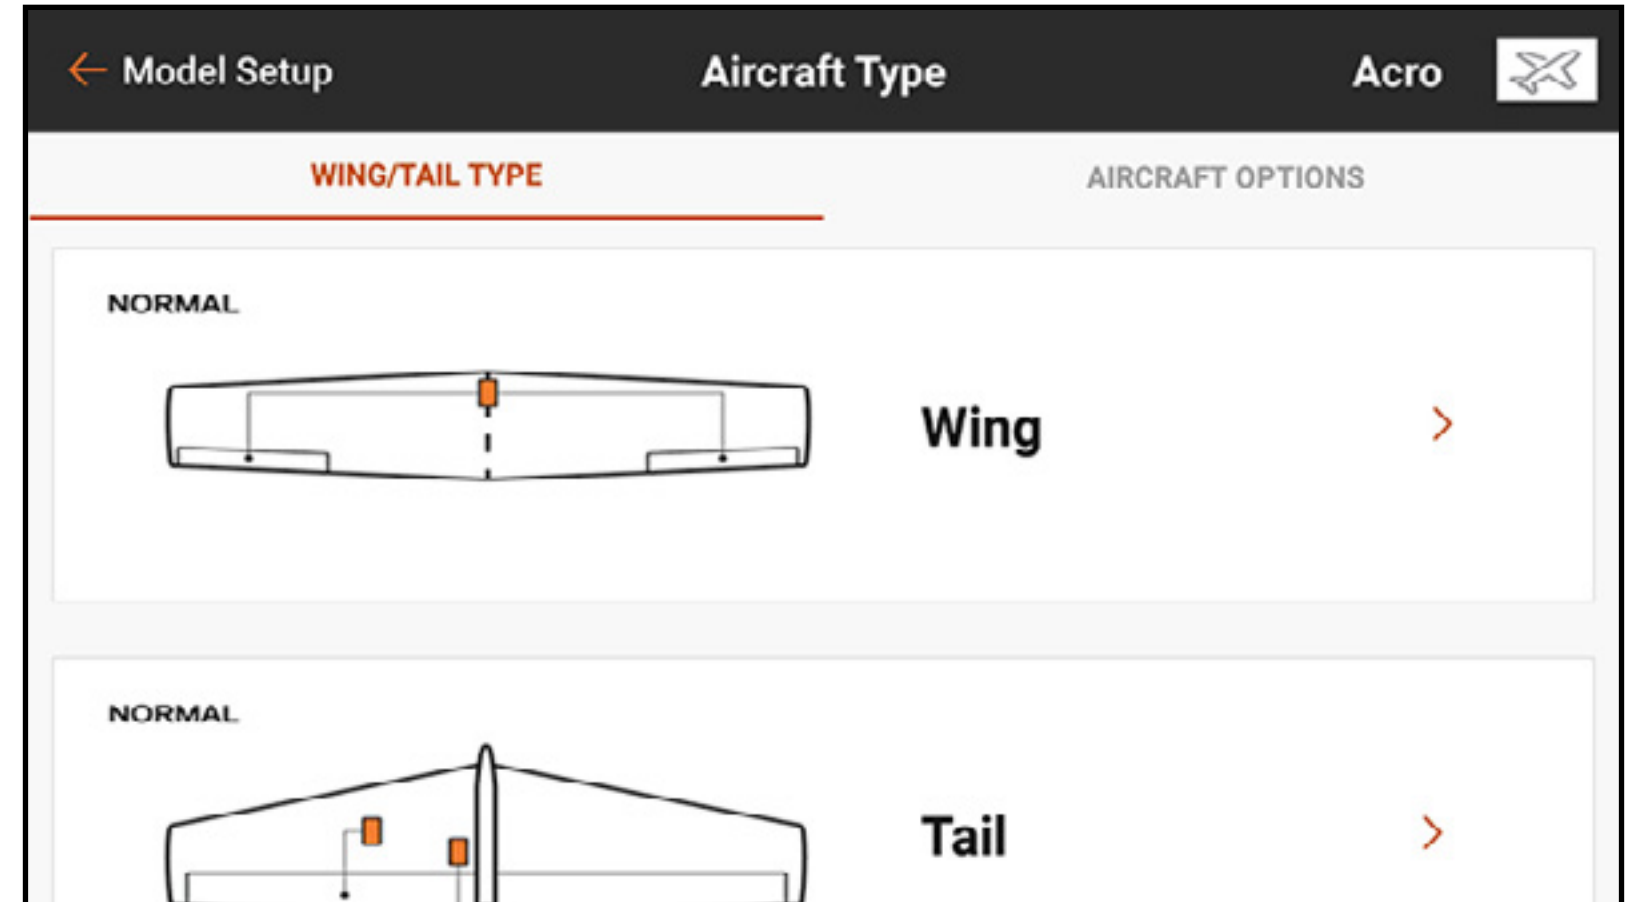 Model Setup Aircraft Type Acro
WING/TAIL TYPE AIRCRAFT OPTIONS
NORMAL
Wing
NORMAL
Tail